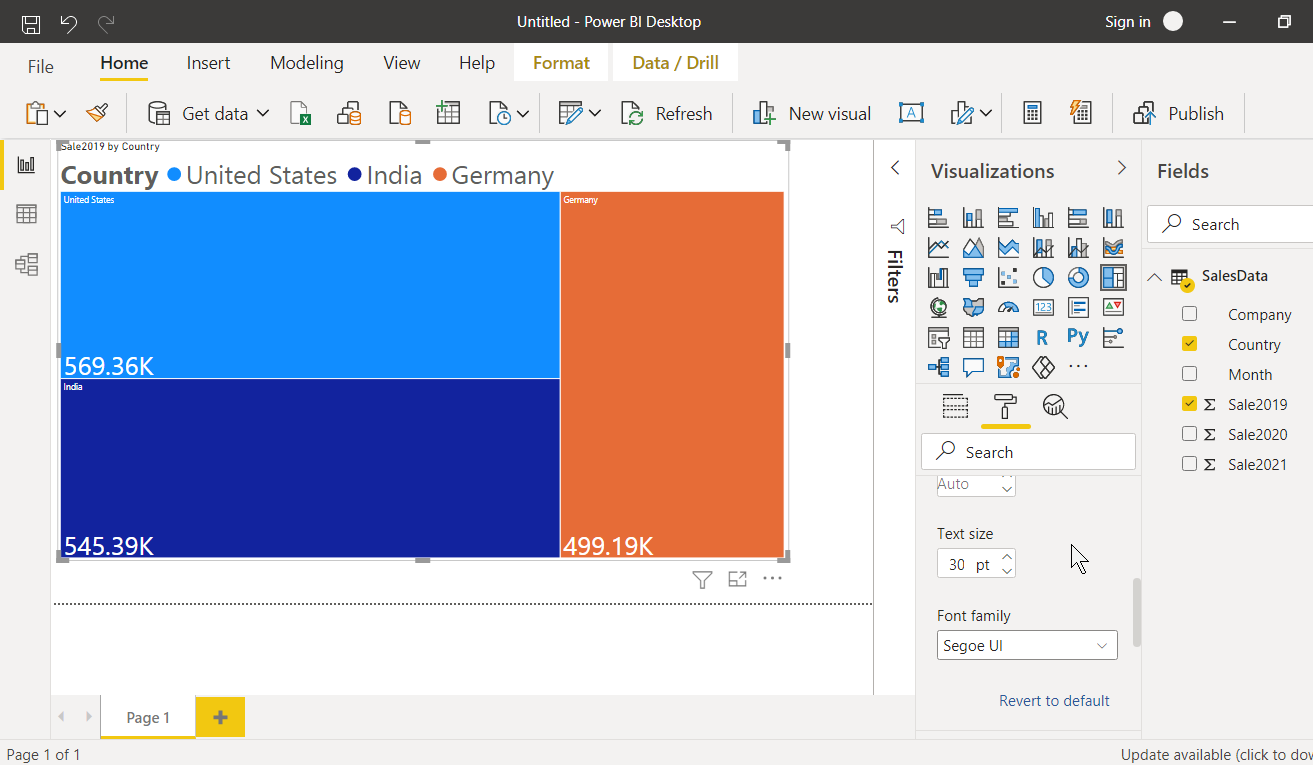 Untitled - Power BI Desktop
Sign in
File
Home
Insert
Modeling
View
Help
Format
Data / Drill
Get data
Refresh
New visual
Publish
Sale2019 by Country
Country United States India Germany
United States
569.36K
India
545.39K
Germany
499.19K
Filters
Visualizations
123
R
Py
Search
Auto
Text size
30 pt
Font family
Segoe UI
Revert to default
Fields
Search
SalesData
Company
Country
Month
Σ Sale2019
Σ Sale2020
Σ Sale2021
Page 1
Page 1 of 1
Update available (click to dow